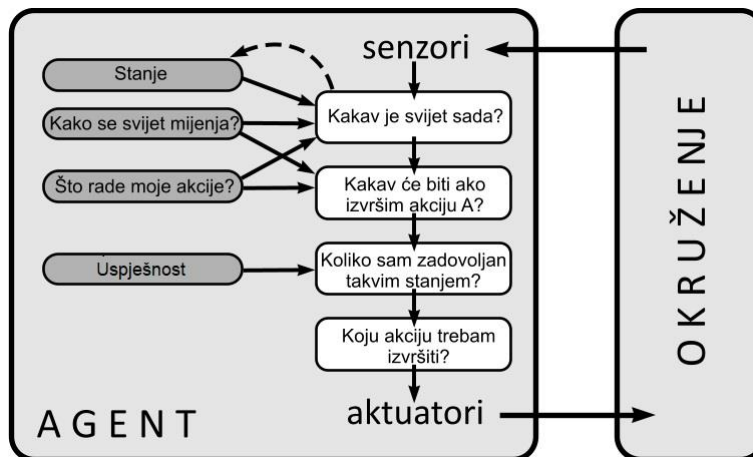 senzori
Stanje
Kako se svijet mijenja?
Kakav je svijet sada?
Što rade moje akcije?
Kakav će biti ako
izvršim akciju A?
Uspješnost
Koliko sam zadovoljan
takvim stanjem?
Koju akciju trebam
izvršiti?
aktuatori
AGENT
OKRUŽENJE